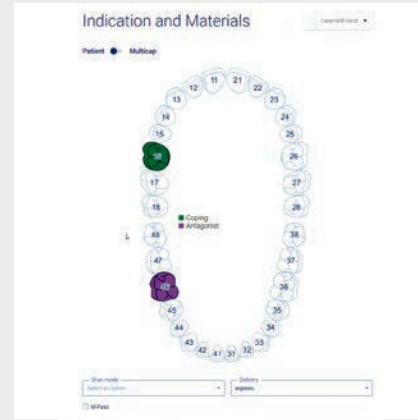 Indication and Materials
Patient Multicap
11 21
12 22
13 23
14 24
15 25
16 26
17 27
18 28
Coping
Antagonist
48 38
47 37
46 36
45 35
44 34
43 33
42 41 31 32
Scan mode
Delivery
express
M-Pass